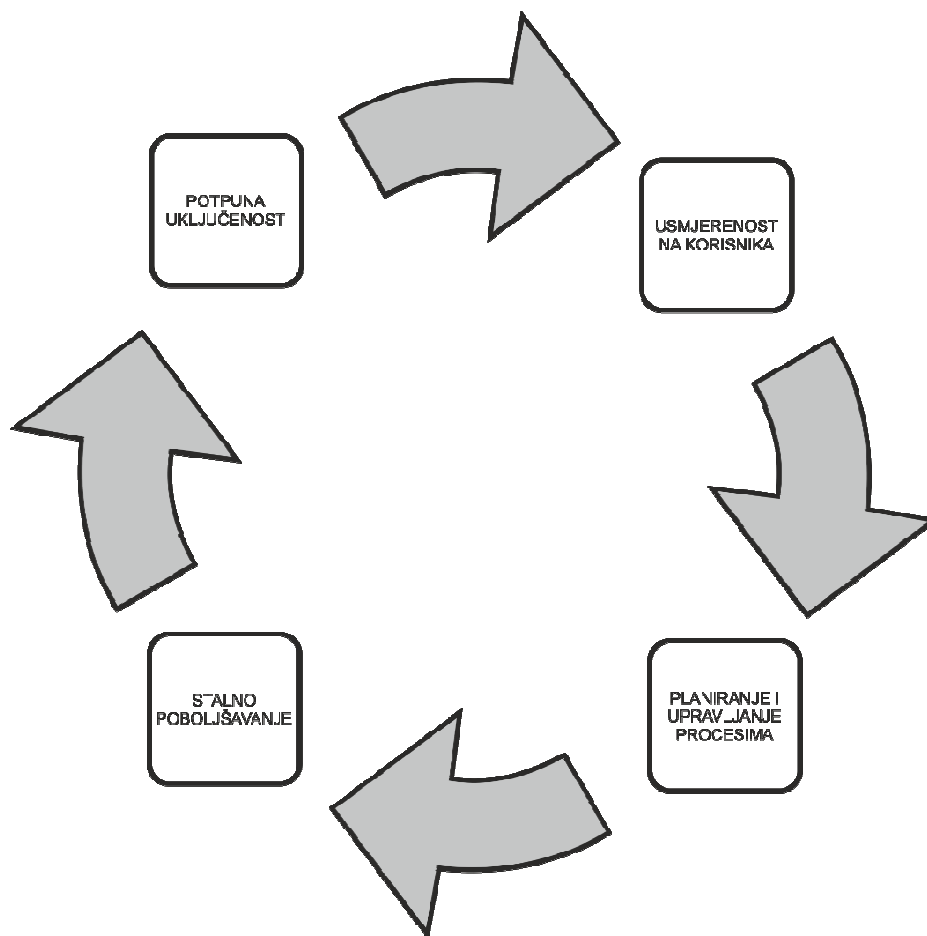 POTPUNA
UKLJUČENOST
USMJERENOST
NA KORISNIKA
STALNO
POBOLJŠAVANJE
PLANIRANJE I
UPRAVLJANJE
PROCESIMA